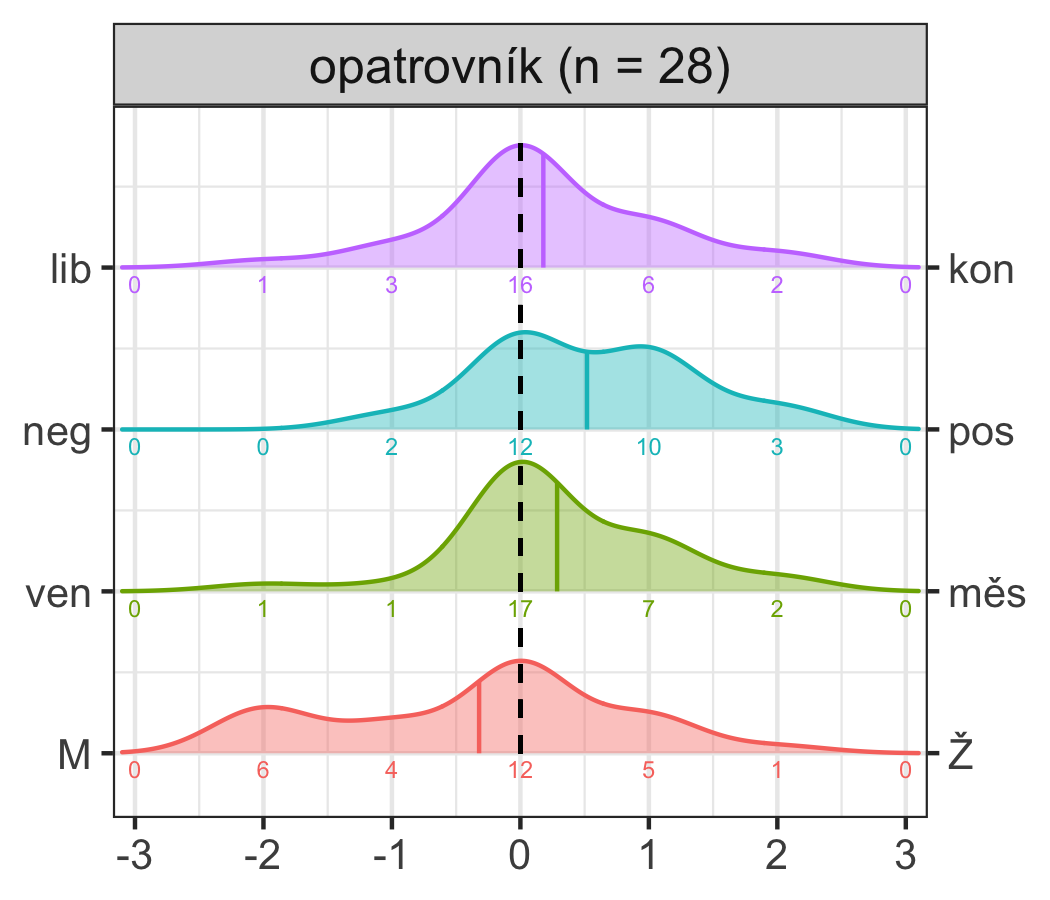 opatrovník (n = 28)
lib kon
0 1 3 16 6 2 0
neg pos
0 0 2 12 10 3 0
ven měs
0 1 1 17 7 2 0
M Ž
0 6 4 12 5 1 0
-3 -2 -1 0 1 2 3